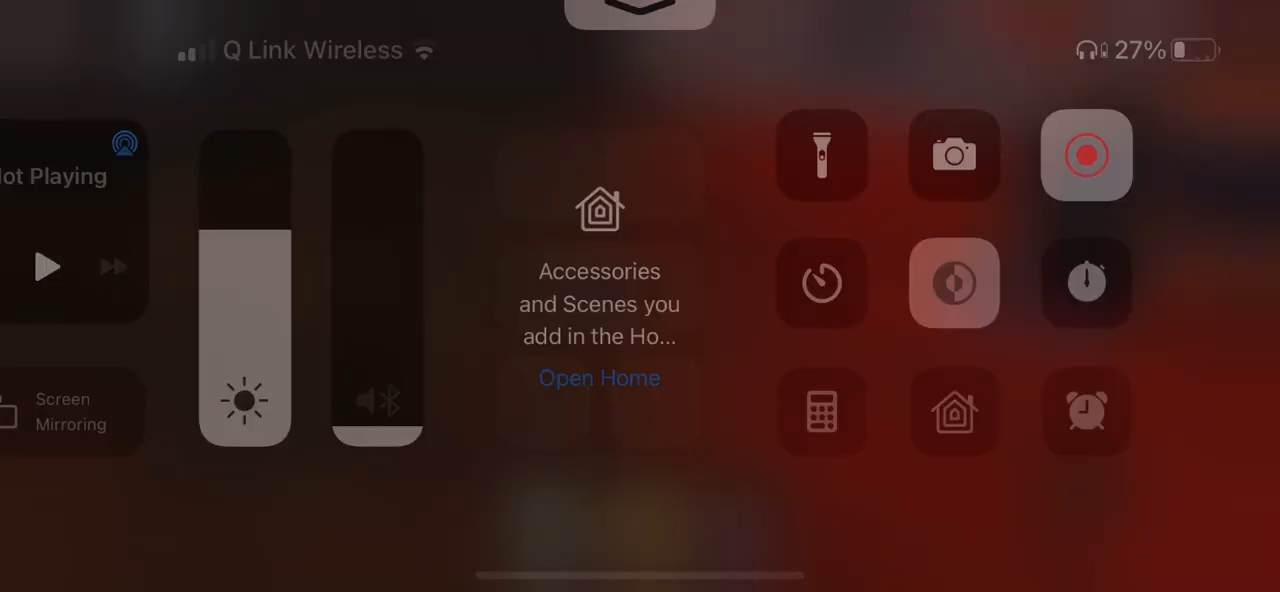 Q Link Wireless
27%
ot Playing
Accessories
and Scenes you
add in the Ho...
Open Home
Screen
Mirroring